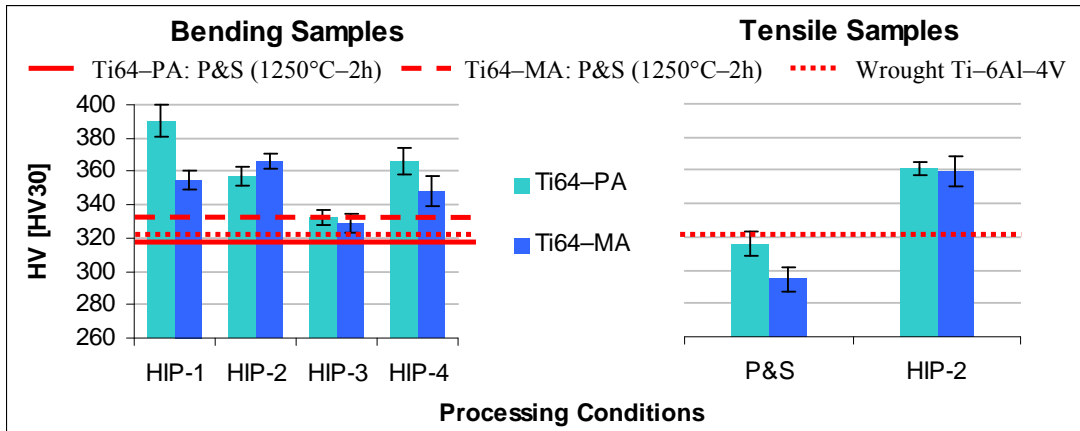 Bending Samples
Tensile Samples
Ti64–PA: P&S (1250°C–2h)
Ti64–MA: P&S (1250°C–2h)
Wrought Ti–6Al–4V
HV [HV30]
400
380
360
340
320
300
280
260
HIP-1 HIP-2 HIP-3 HIP-4
Ti64–PA
Ti64–MA
P&S HIP-2
Processing Conditions